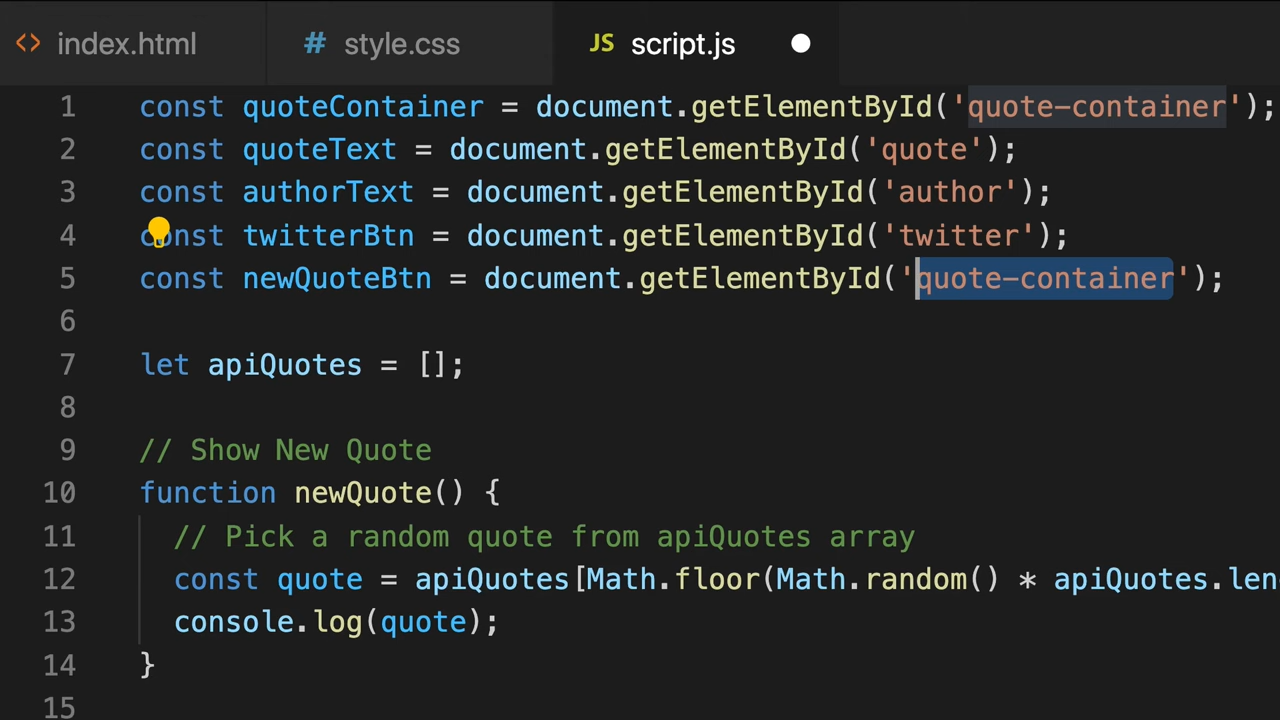 <> index.html # style.css JS script.js
1 const quoteContainer = document.getElementById('quote-container');
2 const quoteText = document.getElementById('quote');
3 const authorText = document.getElementById('author');
4 const twitterBtn = document.getElementById('twitter');
5 const newQuoteBtn = document.getElementById('quote-container');
6
7 let apiQuotes = [];
8
9 // Show New Quote
10 function newQuote() {
11 // Pick a random quote from apiQuotes array
12 const quote = apiQuotes[Math.floor(Math.random() * apiQuotes.len
13 console.log(quote);
14 }
15